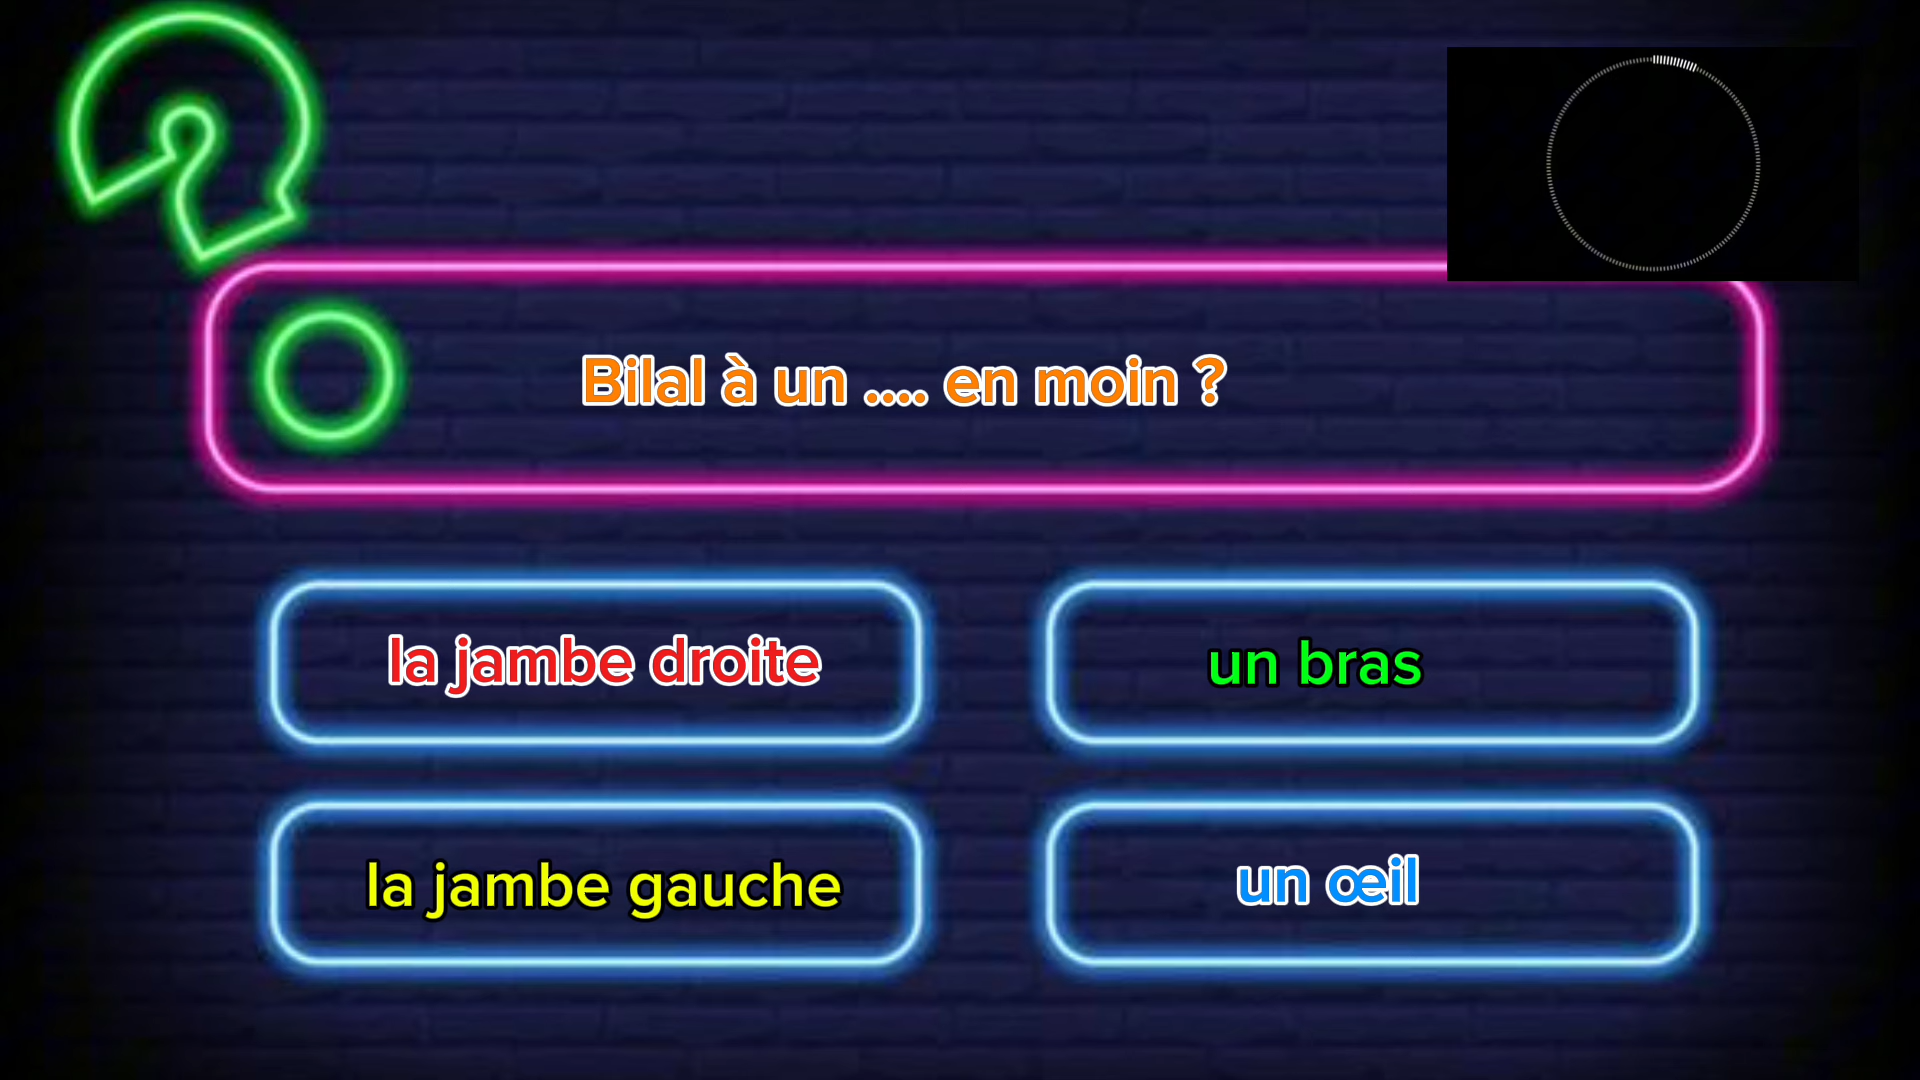 Bilal à un .... en moin ?
la jambe droite
un bras
la jambe gauche
un œil